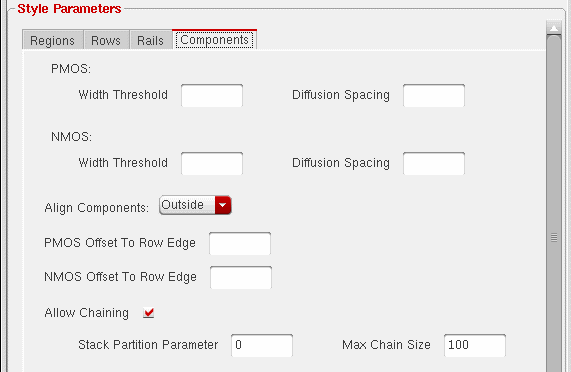 Style Parameters
Regions Rows Rails Components
PMOS:
Width Threshold Diffusion Spacing
NMOS:
Width Threshold Diffusion Spacing
Align Components: Outside
PMOS Offset To Row Edge
NMOS Offset To Row Edge
Allow Chaining
Stack Partition Parameter 0 Max Chain Size 100